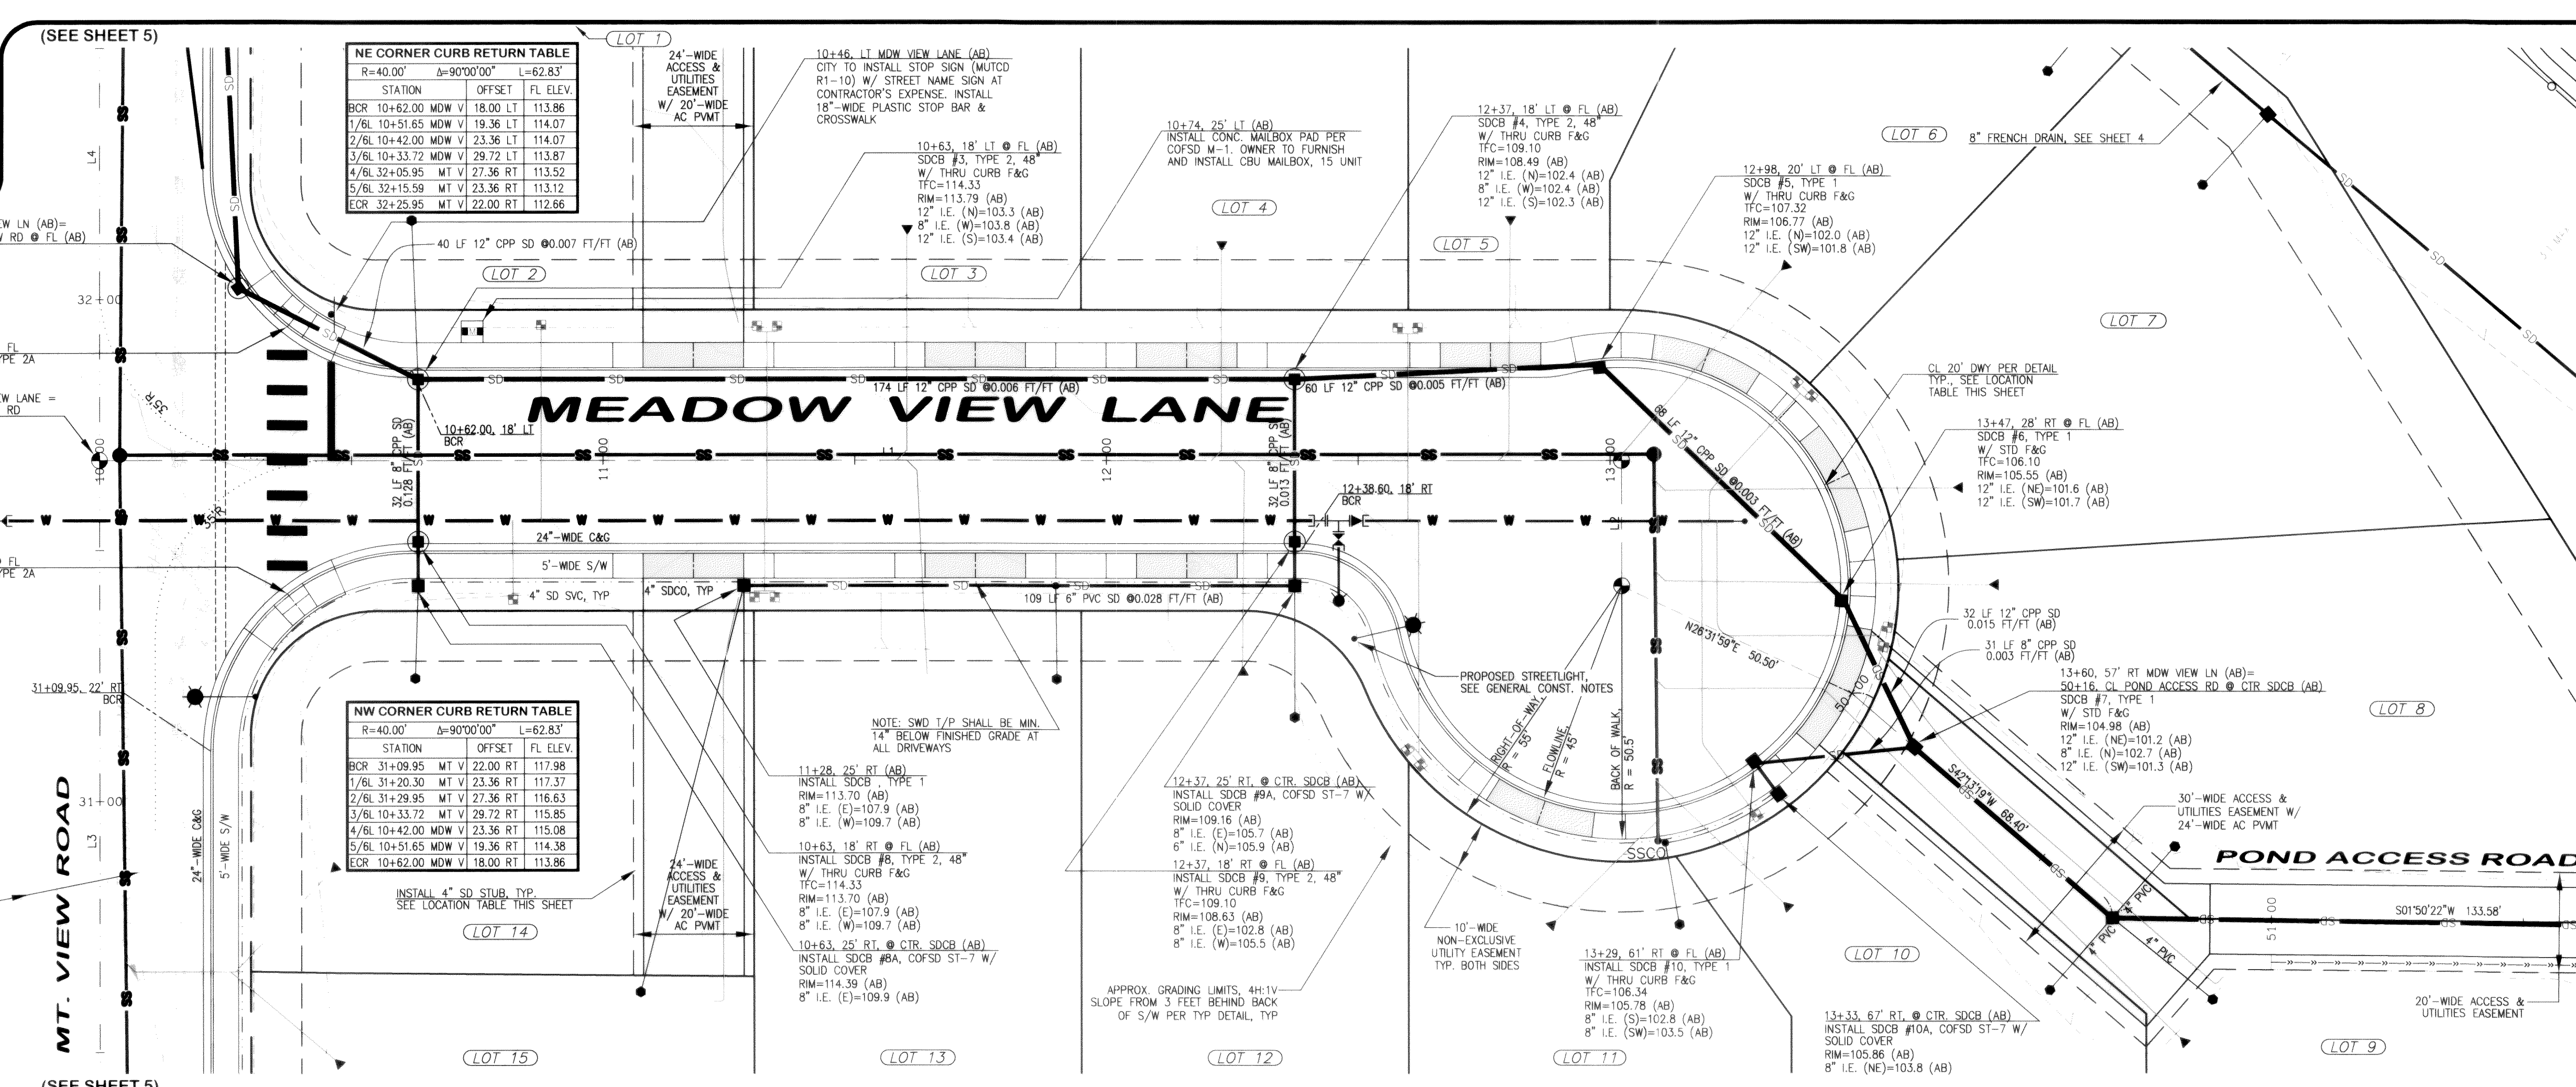 (SEE SHEET 5)
NE CORNER CURB RETURN TABLE
R=40.00' Δ=90°00'00" L=62.83'
STATION OFFSET FL ELEV.
BCR 10+62.00 MDW V 18.00 LT 113.86
1/6L 10+51.65 MDW V 19.36 LT 114.07
2/6L 10+42.00 MDW V 23.36 LT 114.07
3/6L 10+33.72 MDW V 29.72 LT 113.87
4/6L 32+05.95 MT V 27.36 RT 113.52
5/6L 32+15.59 MT V 23.36 RT 113.12
ECR 32+25.95 MT V 22.00 RT 112.66
LOT 1
24'-WIDE
ACCESS &
UTILITIES
EASEMENT
W/ 20'-WIDE
AC PVMT
10+46, LT MDW VIEW LANE (AB)
CITY TO INSTALL STOP SIGN (MUTCD
R1-10) W/ STREET NAME SIGN AT
CONTRACTOR'S EXPENSE. INSTALL
18"-WIDE PLASTIC STOP BAR &
CROSSWALK
10+63, 18' LT @ FL (AB)
SDCB #3, TYPE 2, 48"
W/ THRU CURB F&G
TFC=114.33
RIM=113.79 (AB)
12" I.E. (N)=103.3 (AB)
8" I.E. (W)=103.8 (AB)
12" I.E. (S)=103.4 (AB)
10+74, 25' LT (AB)
INSTALL CONC. MAILBOX PAD PER
COFSD M-1. OWNER TO FURNISH
AND INSTALL CBU MAILBOX, 15 UNIT
12+37, 18' LT @ FL (AB)
SDCB #4, TYPE 2, 48"
W/ THRU CURB F&G
TFC=109.10
RIM=108.49 (AB)
12" I.E. (N)=102.4 (AB)
8" I.E. (W)=102.4 (AB)
12" I.E. (S)=102.3 (AB)
12+98, 20' LT @ FL (AB)
SDCB #5, TYPE 1
W/ THRU CURB F&G
TFC=107.32
RIM=106.77 (AB)
12" I.E. (N)=102.0 (AB)
12" I.E. (SW)=101.8 (AB)
LOT 6
8" FRENCH DRAIN, SEE SHEET 4
EW LN (AB)=
W RD @ FL (AB)
40 LF 12" CPP SD @0.007 FT/FT (AB)
LOT 2
LOT 3
LOT 4
LOT 5
LOT 7
32+00
L4
FL
YPE 2A
EW LANE =
RD
10+00
35'R
35'R
174 LF 12" CPP SD @0.006 FT/FT (AB)
60 LF 12" CPP SD @0.005 FT/FT (AB)
MEADOW VIEW LANE
10+62.00, 18' LT
BCR
32 LF 8" CPP SD
0.128 FT/FT (AB)
11+00
L1
12+00
32 LF 8" CPP SD
0.013 FT/FT (AB)
12+38.60, 18' RT
BCR
13+00
L2
68 LF 12" CPP SD @0.003 FT/FT (AB)
CL 20' DWY PER DETAIL
TYP., SEE LOCATION
TABLE THIS SHEET
13+47, 28' RT @ FL (AB)
SDCB #6, TYPE 1
W/ STD F&G
TFC=106.10
RIM=105.55 (AB)
12" I.E. (NE)=101.6 (AB)
12" I.E. (SW)=101.7 (AB)
24"-WIDE C&G
5'-WIDE S/W
4" SD SVC, TYP
4" SDCO, TYP
109 LF 6" PVC SD @0.028 FT/FT (AB)
@ FL
YPE 2A
N26°31'59"E 50.50'
32 LF 12" CPP SD
0.015 FT/FT (AB)
31 LF 8" CPP SD
0.003 FT/FT (AB)
13+60, 57' RT MDW VIEW LN (AB)=
50+16, CL POND ACCESS RD @ CTR SDCB (AB)
SDCB #7, TYPE 1
W/ STD F&G
RIM=104.98 (AB)
12" I.E. (NE)=101.2 (AB)
8" I.E. (N)=102.7 (AB)
12" I.E. (SW)=101.3 (AB)
LOT 8
31+09.95, 22' RT
BCR
PROPOSED STREETLIGHT,
SEE GENERAL CONST. NOTES
RIGHT-OF-WAY,
R = 55'
FLOWLINE,
R = 45'
BACK OF WALK,
R = 50.5'
50+00
NW CORNER CURB RETURN TABLE
R=40.00' Δ=90°00'00" L=62.83'
STATION OFFSET FL ELEV.
BCR 31+09.95 MT V 22.00 RT 117.98
1/6L 31+20.30 MT V 23.36 RT 117.37
2/6L 31+29.95 MT V 27.36 RT 116.63
3/6L 10+33.72 MT V 29.72 RT 115.85
4/6L 10+42.00 MDW V 23.36 RT 115.08
5/6L 10+51.65 MDW V 19.36 RT 114.38
ECR 10+62.00 MDW V 18.00 RT 113.86
NOTE: SWD T/P SHALL BE MIN.
14" BELOW FINISHED GRADE AT
ALL DRIVEWAYS
11+28, 25' RT (AB)
INSTALL SDCB , TYPE 1
RIM=113.70 (AB)
8" I.E. (E)=107.9 (AB)
8" I.E. (W)=109.7 (AB)
10+63, 18' RT @ FL (AB)
INSTALL SDCB #8, TYPE 2, 48"
W/ THRU CURB F&G
TFC=114.33
RIM=113.70 (AB)
8" I.E. (E)=107.9 (AB)
8" I.E. (W)=109.7 (AB)
10+63, 25' RT, @ CTR. SDCB (AB)
INSTALL SDCB #8A, COFSD ST-7 W/
SOLID COVER
RIM=114.39 (AB)
8" I.E. (E)=109.9 (AB)
12+37, 25' RT, @ CTR. SDCB (AB)
INSTALL SDCB #9A, COFSD ST-7 W/
SOLID COVER
RIM=109.16 (AB)
8" I.E. (E)=105.7 (AB)
6" I.E. (N)=105.9 (AB)
12+37, 18' RT @ FL (AB)
INSTALL SDCB #9, TYPE 2, 48"
W/ THRU CURB F&G
TFC=109.10
RIM=108.63 (AB)
8" I.E. (E)=102.8 (AB)
8" I.E. (W)=105.5 (AB)
S42°13'19"W 68.40'
30'-WIDE ACCESS &
UTILITIES EASEMENT W/
24'-WIDE AC PVMT
POND ACCESS ROAD
S01°50'22"W 133.58'
51+00
4" PVC
4" PVC
4" PVC
MT. VIEW ROAD
31+00
L3
24"-WIDE C&G
5'-WIDE S/W
INSTALL 4" SD STUB, TYP.
SEE LOCATION TABLE THIS SHEET
LOT 14
24'-WIDE
ACCESS &
UTILITIES
EASEMENT
W/ 20'-WIDE
AC PVMT
SSCO
10'-WIDE
NON-EXCLUSIVE
UTILITY EASEMENT
TYP. BOTH SIDES
APPROX. GRADING LIMITS, 4H:1V
SLOPE FROM 3 FEET BEHIND BACK
OF S/W PER TYP DETAIL, TYP
13+29, 61' RT @ FL (AB)
INSTALL SDCB #10, TYPE 1
W/ THRU CURB F&G
TFC=106.34
RIM=105.78 (AB)
8" I.E. (S)=102.8 (AB)
8" I.E. (SW)=103.5 (AB)
LOT 10
13+33, 67' RT, @ CTR. SDCB (AB)
INSTALL SDCB #10A, COFSD ST-7 W/
SOLID COVER
RIM=105.86 (AB)
8" I.E. (NE)=103.8 (AB)
20'-WIDE ACCESS &
UTILITIES EASEMENT
LOT 15
LOT 13
LOT 12
LOT 11
LOT 9
(SEE SHEET 5)